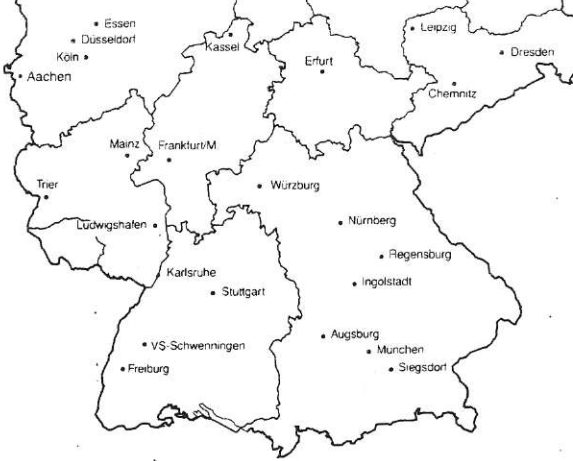 Essen
Düsseldorf
Köln
Aachen
Kassel
Erfurt
Leipzig
Dresden
Chemnitz
Mainz
Frankfurt/M.
Trier
Würzburg
Ludwigshafen
Nürnberg
Regensburg
Karlsruhe
Ingolstadt
Stuttgart
Augsburg
VS-Schwenningen
München
Freiburg
Siegsdorf